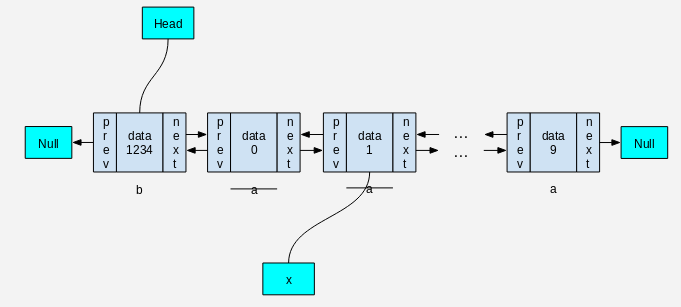 Head
Null
prev
data
1234
next
prev
data
0
next
prev
data
1
next
...
...
prev
data
9
next
Null
b
a
a
a
x